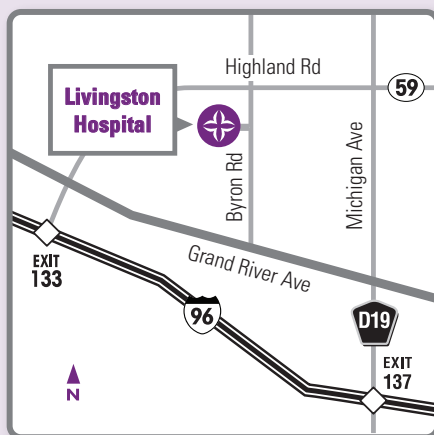 Highland Rd
59
Livingston
Hospital
Byron Rd
Michigan Ave
Grand River Ave
EXIT
133
96
D19
EXIT
137
N